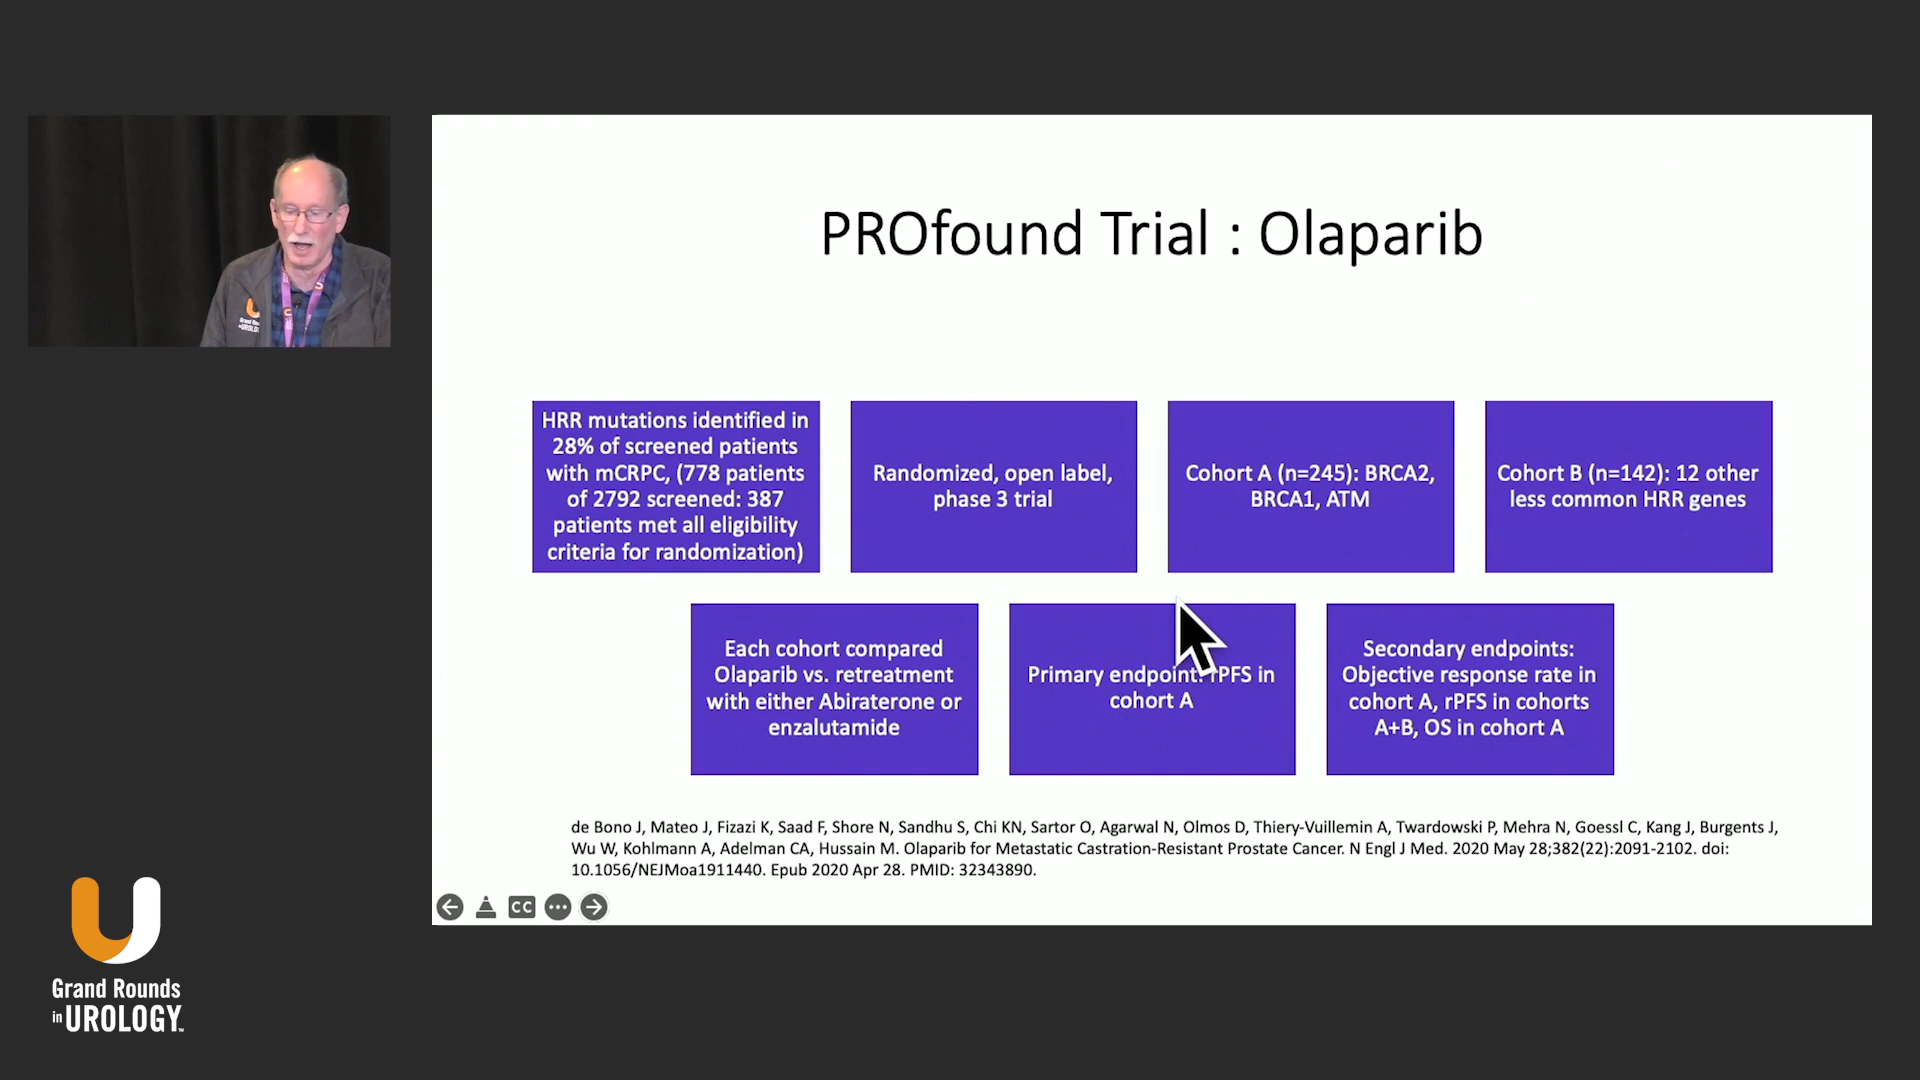 PROfound Trial : Olaparib
HRR mutations identified in
28% of screened patients
with mCRPC, (778 patients
of 2792 screened: 387
patients met all eligibility
criteria for randomization)
Randomized, open label,
phase 3 trial
Cohort A (n=245): BRCA2,
BRCA1, ATM
Cohort B (n=142): 12 other
less common HRR genes
Each cohort compared
Olaparib vs. retreatment
with either Abiraterone or
enzalutamide
Primary endpoint: rPFS in
cohort A
Secondary endpoints:
Objective response rate in
cohort A, rPFS in cohorts
A+B, OS in cohort A
de Bono J, Mateo J, Fizazi K, Saad F, Shore N, Sandhu S, Chi KN, Sartor O, Agarwal N, Olmos D, Thiery-Vuillemin A, Twardowski P, Mehra N, Goessl C, Kang J, Burgents J,
Wu W, Kohlmann A, Adelman CA, Hussain M. Olaparib for Metastatic Castration-Resistant Prostate Cancer. N Engl J Med. 2020 May 28;382(22):2091-2102. doi:
10.1056/NEJMoa1911440. Epub 2020 Apr 28. PMID: 32343890.
CC
Grand Rounds
in UROLOGY™